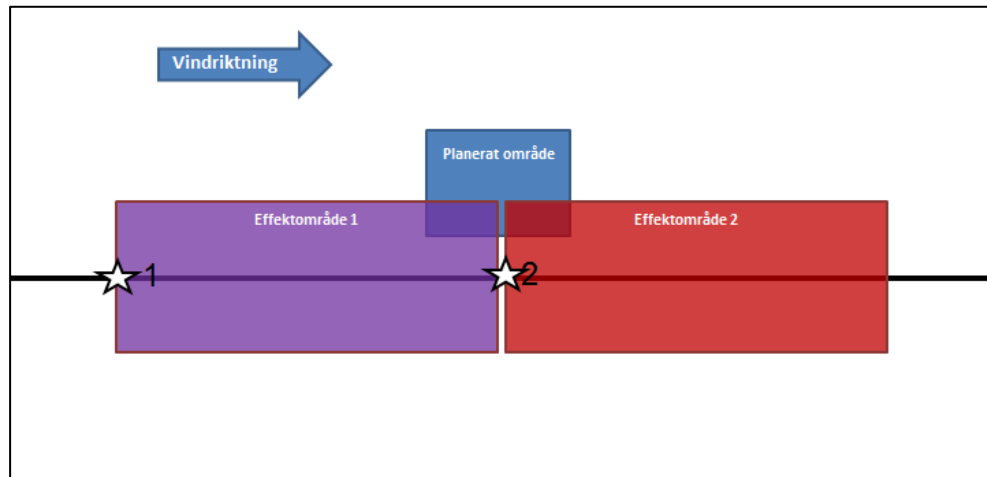 Vindriktning
Planerat område
Effektområde 1
Effektområde 2
1
2